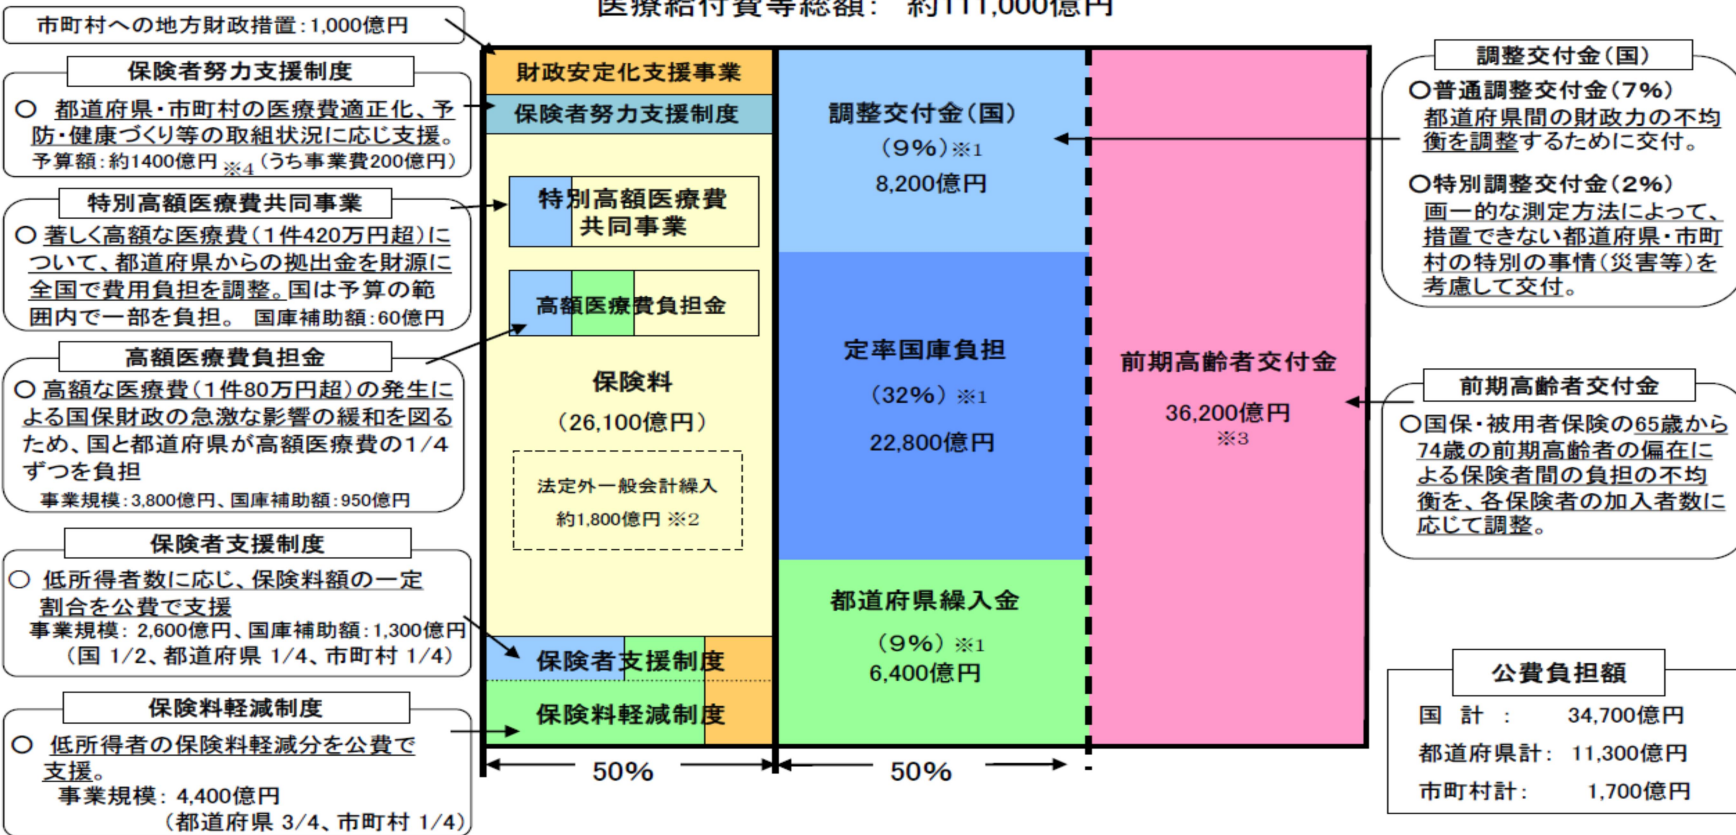 医療給付費等総額： 約111,000億円
市町村への地方財政措置：1,000億円
保険者努力支援制度
○ 都道府県・市町村の医療費適正化、予
防・健康づくり等の取組状況に応じ支援。
予算額：約1400億円 ※4 （うち事業費200億円）
特別高額医療費共同事業
○ 著しく高額な医療費（1件420万円超）に
ついて、都道府県からの拠出金を財源に
全国で費用負担を調整。国は予算の範
囲内で一部を負担。 国庫補助額：60億円
高額医療費負担金
○ 高額な医療費（1件80万円超）の発生に
よる国保財政の急激な影響の緩和を図る
ため、国と都道府県が高額医療費の1/4
ずつを負担
事業規模：3,800億円、国庫補助額：950億円
保険者支援制度
○ 低所得者数に応じ、保険料額の一定
割合を公費で支援
事業規模： 2,600億円、国庫補助額：1,300億円
（国 1/2、都道府県 1/4、市町村 1/4）
保険料軽減制度
○ 低所得者の保険料軽減分を公費で
支援。
事業規模： 4,400億円
（都道府県 3/4、市町村 1/4）
財政安定化支援事業
保険者努力支援制度
特別高額医療費
共同事業
高額医療費負担金
保険料
（26,100億円）
法定外一般会計繰入
約1,800億円 ※2
保険者支援制度
保険料軽減制度
50%
調整交付金（国）
（9%）※1
8,200億円
定率国庫負担
（32%）※1
22,800億円
都道府県繰入金
（9%）※1
6,400億円
50%
前期高齢者交付金
36,200億円
※3
調整交付金（国）
○普通調整交付金（7%）
都道府県間の財政力の不均
衡を調整するために交付。
○特別調整交付金（2%）
画一的な測定方法によって、
措置できない都道府県・市町
村の特別の事情（災害等）を
考慮して交付。
前期高齢者交付金
○国保・被用者保険の65歳から
74歳の前期高齢者の偏在に
よる保険者間の負担の不均
衡を、各保険者の加入者数に
応じて調整。
公費負担額
国 計 ： 34,700億円
都道府県計： 11,300億円
市町村計： 1,700億円